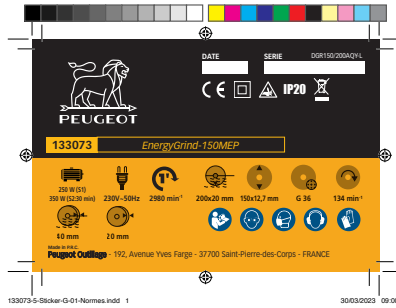 DATE SERIE DGR150/200AQY-L
IP20
PEUGEOT
133073 EnergyGrind-150MEP
250 W (S1)
350 W (S2:30 min) 230V~50Hz 2980 min⁻¹ 200x20 mm 150x12,7 mm G 36 134 min⁻¹
40 mm 20 mm
Made in P.R.C.
Peugeot Outillage - 192, Avenue Yves Farge - 37700 Saint-Pierre-des-Corps - FRANCE
133073-5-Sticker-G-01-Normes.indd 1 30/03/2023 09:00